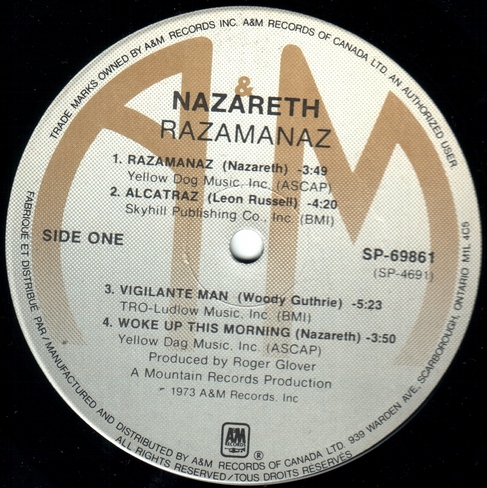 TRADE MARKS OWNED BY A&M RECORDS INC. A&M RECORDS OF CANADA LTD. AN AUTHORIZED USER
A&M
NAZARETH
RAZAMANAZ
1. RAZAMANAZ (Nazareth) -3:49
Yellow Dog Music, Inc. (ASCAP)
2. ALCATRAZ (Leon Russell) -4:20
Skyhill Publishing Co., Inc (BMI)
SIDE ONE
SP-69861
(SP-4691)
3. VIGILANTE MAN (Woody Guthrie) -5:23
TRO-Ludlow Music, Inc. (BMI)
4. WOKE UP THIS MORNING (Nazareth) -3:50
Yellow Dag Music, Inc. (ASCAP)
Produced by Roger Glover
A Mountain Records Production
1973 A&M Records. Inc
A&M RECORDS ®
FABRIQUÉ ET DISTRIBUÉ PAR/MANUFACTURED AND DISTRIBUTED BY A&M RECORDS OF CANADA LTD. 939 WARDEN AVE., SCARBOROUGH, ONTARIO M1L 4C5
ALL RIGHTS RESERVED/TOUS DROITS RÉSERVÉS